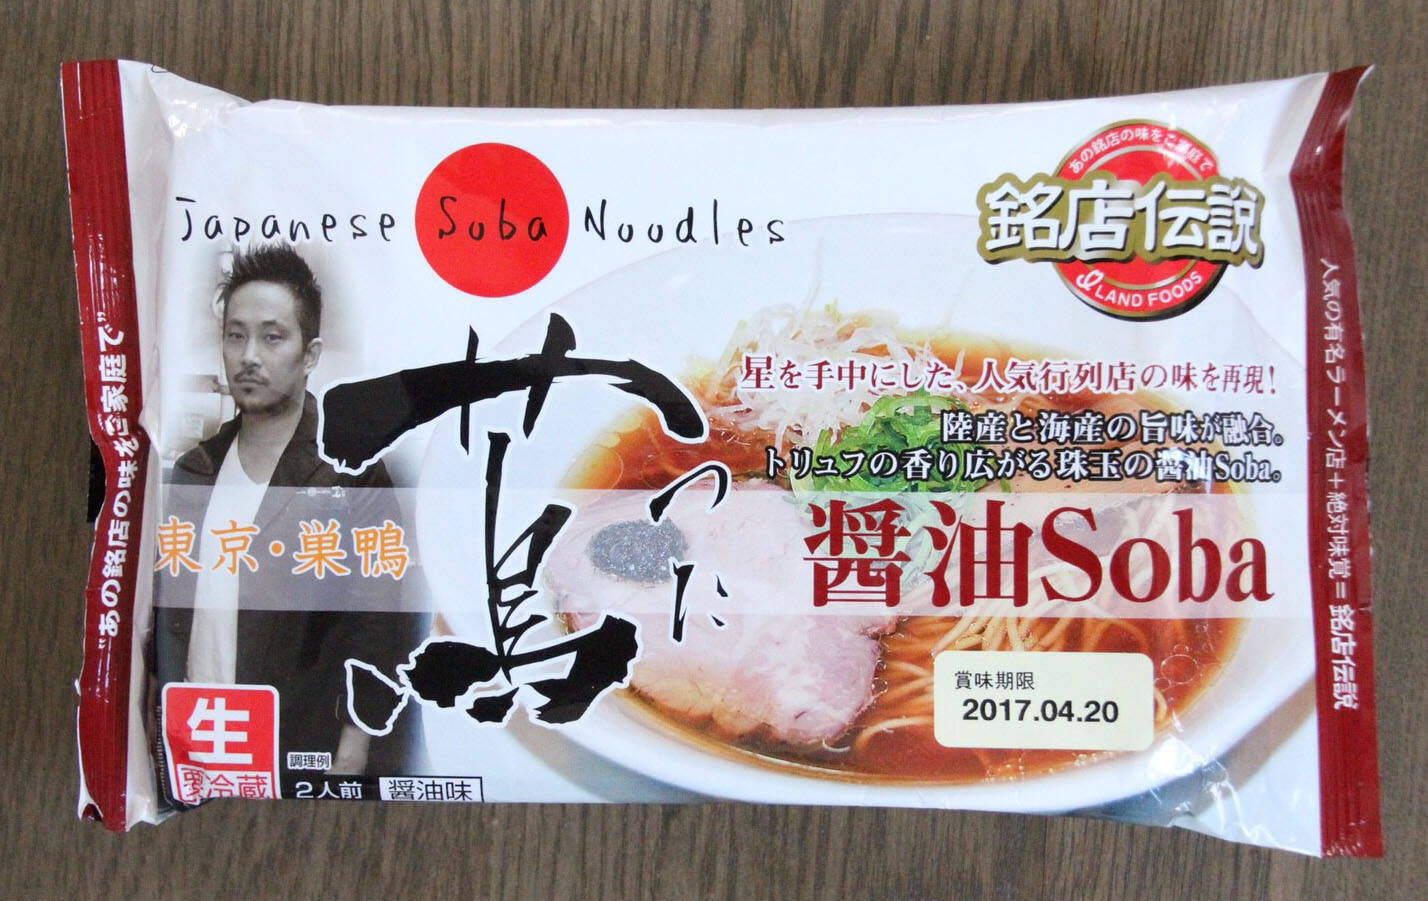 Japanese Soba Noodles
あの銘店の味をご家庭で
銘店伝説
LAND FOODS
星を手中にした、人気行列店の味を再現!
陸産と海産の旨味が融合。
トリュフの香り広がる珠玉の醤油Soba。
蔦
つた
東京・巣鴨
醤油Soba
賞味期限
2017.04.20
生
要冷蔵
調理例
2人前
醤油味
"あの銘店の味をご家庭で"
人気の有名ラーメン店+絶対味覚=銘店伝説